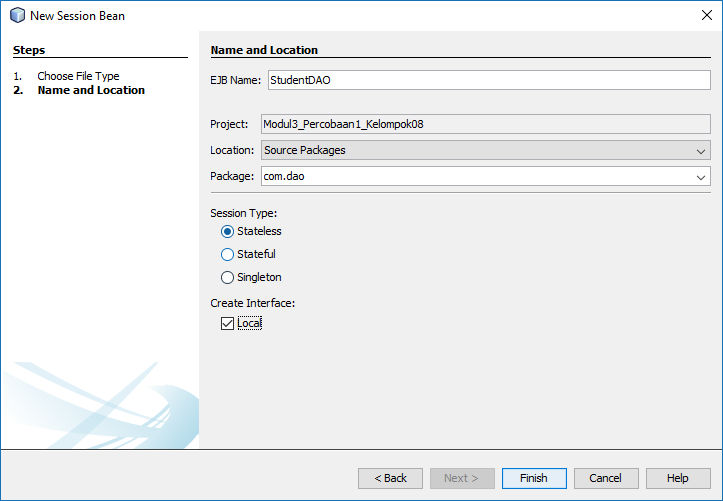 New Session Bean
Steps
1. Choose File Type
2. Name and Location
Name and Location
EJB Name: StudentDAO
Project: Modul3_Percobaan1_Kelompok08
Location: Source Packages
Package: com.dao
Session Type:
Stateless
Stateful
Singleton
Create Interface:
Local
< Back Next > Finish Cancel Help